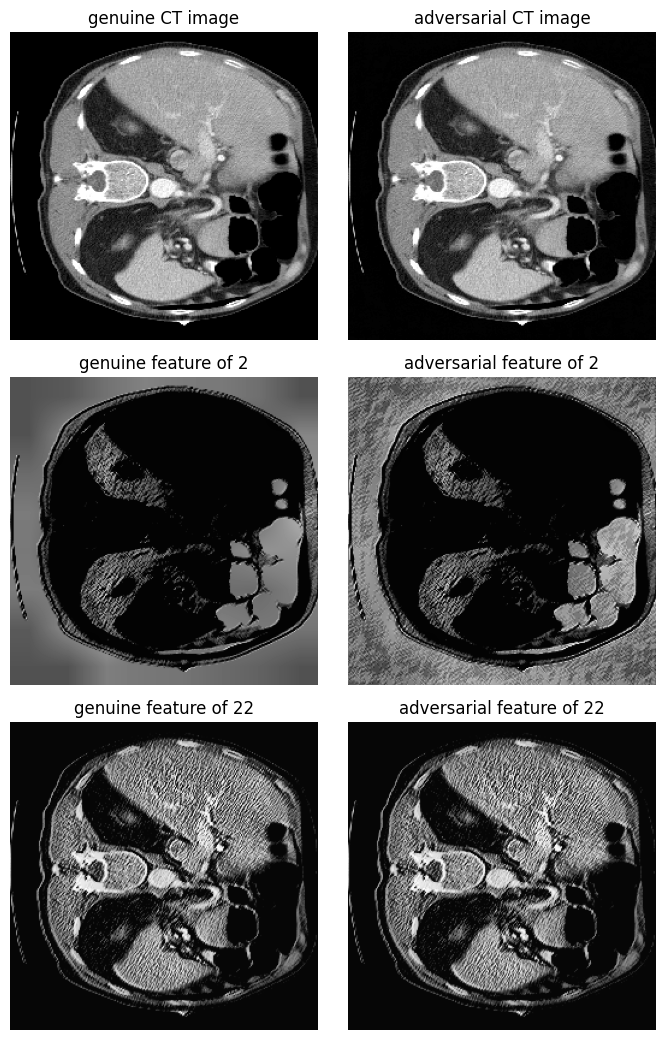 genuine CT image
adversarial CT image
genuine feature of 2
adversarial feature of 2
genuine feature of 22
adversarial feature of 22